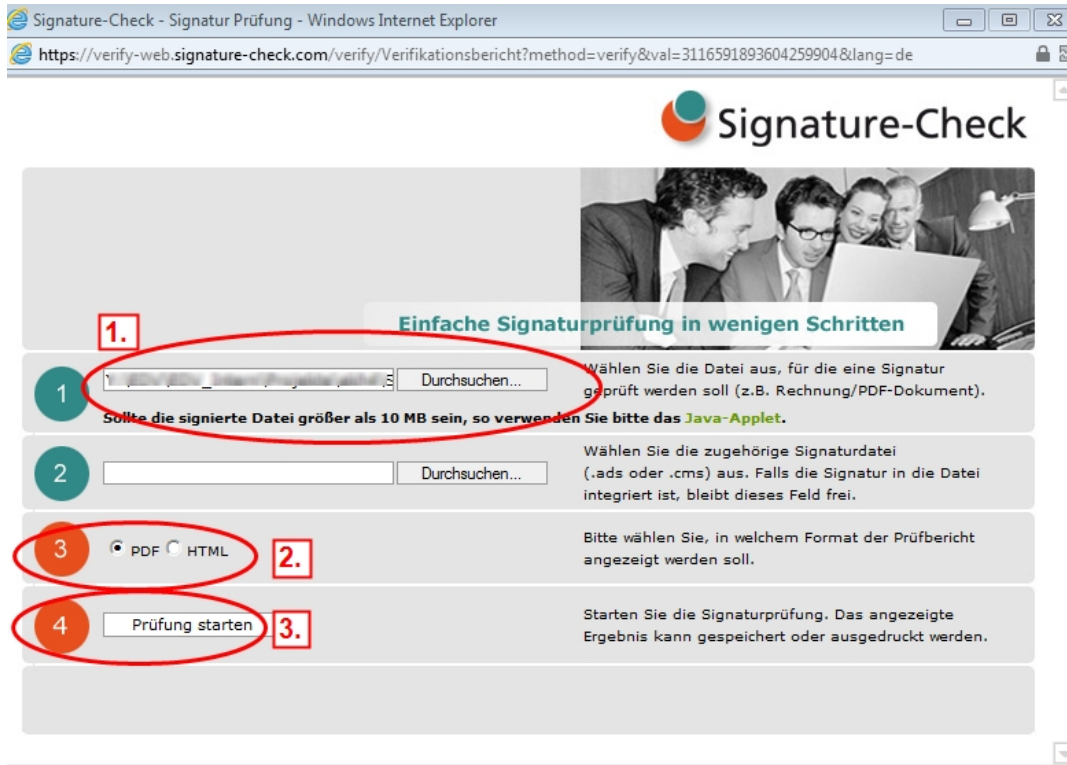 Signature-Check - Signatur Prüfung - Windows Internet Explorer
https://verify-web.signature-check.com/verify/Verifikationsbericht?method=verify&val=3116591893604259904&lang=de
Signature-Check
Einfache Signaturprüfung in wenigen Schritten
1.
1
Durchsuchen...
Wählen Sie die Datei aus, für die eine Signatur
geprüft werden soll (z.B. Rechnung/PDF-Dokument).
Sollte die signierte Datei größer als 10 MB sein, so verwenden Sie bitte das Java-Applet.
2
Durchsuchen...
Wählen Sie die zugehörige Signaturdatei
(.ads oder .cms) aus. Falls die Signatur in die Datei
integriert ist, bleibt dieses Feld frei.
3
PDF HTML
2.
Bitte wählen Sie, in welchem Format der Prüfbericht
angezeigt werden soll.
4
Prüfung starten
3.
Starten Sie die Signaturprüfung. Das angezeigte
Ergebnis kann gespeichert oder ausgedruckt werden.